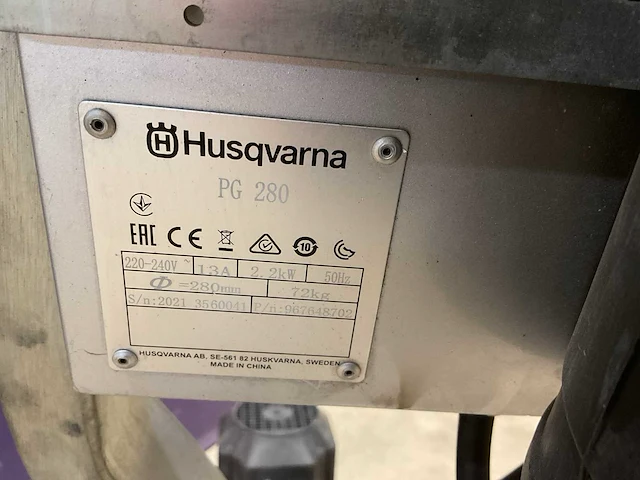 Husqvarna
PG 280
EAC CE 10
220-240V ~ 13A 2.2kW 50Hz
Φ =280mm 72kg
S/n:2021 3560041 P/n:967648702
HUSQVARNA AB, SE-561 82 HUSKVARNA, SWEDEN
MADE IN CHINA